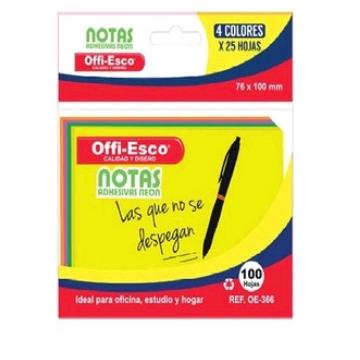 NOTAS
ADHESIVAS NEON
Offi-Esco
CALIDAD Y DISEÑO
4 COLORES
X 25 HOJAS
76 x 100 mm
Offi-Esco
CALIDAD Y DISEÑO
NOTAS
ADHESIVAS NEON
Las que no se
despegan
100
Hojas
Ideal para oficina, estudio y hogar
REF. OE-366